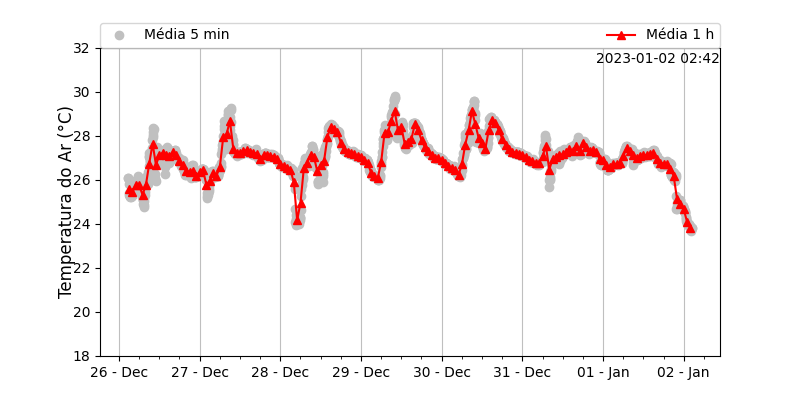 Média 5 min
Média 1 h
2023-01-02 02:42
Temperatura do Ar (°C)
32
30
28
26
24
22
20
18
26 - Dec
27 - Dec
28 - Dec
29 - Dec
30 - Dec
31 - Dec
01 - Jan
02 - Jan